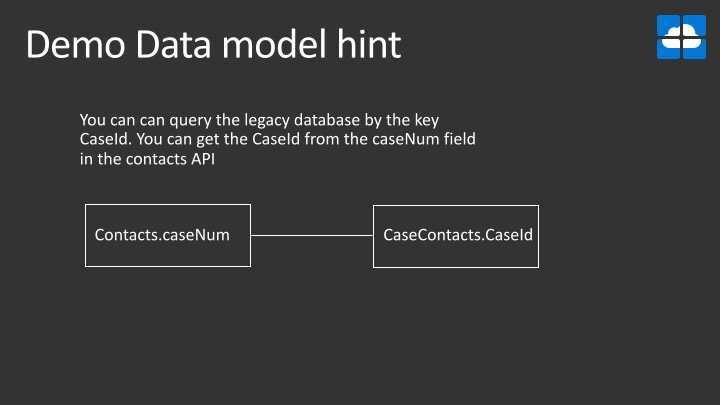 Demo Data model hint
You can can query the legacy database by the key
CaseId. You can get the CaseId from the caseNum field
in the contacts API
Contacts.caseNum
CaseContacts.CaseId